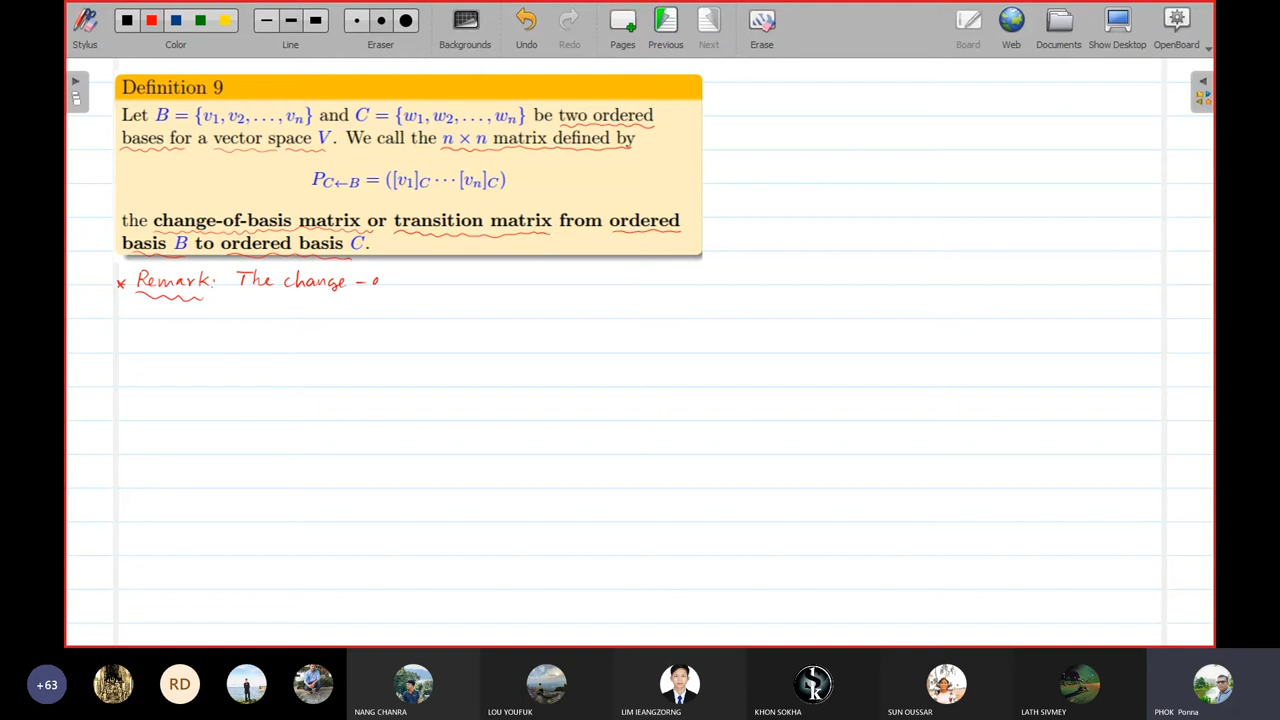 Stylus
Color
Line
Eraser
Backgrounds
Undo
Redo
Pages
Previous
Next
Erase
Board
Web
Documents
Show Desktop
OpenBoard
Definition 9
Let B = {v₁, v₂, . . . , vₙ} and C = {w₁, w₂, . . . , wₙ} be two ordered
bases for a vector space V. We call the n × n matrix defined by
P_{C←B} = ([v₁]_C · · · [vₙ]_C)
the change-of-basis matrix or transition matrix from ordered
basis B to ordered basis C.
* Remark: The change - o
+63
RD
NANG CHANRA
LOU YOUFUK
LIM IEANGZORNG
KHON SOKHA
SUN OUSSAR
LATH SIVMEY
PHOK Ponna